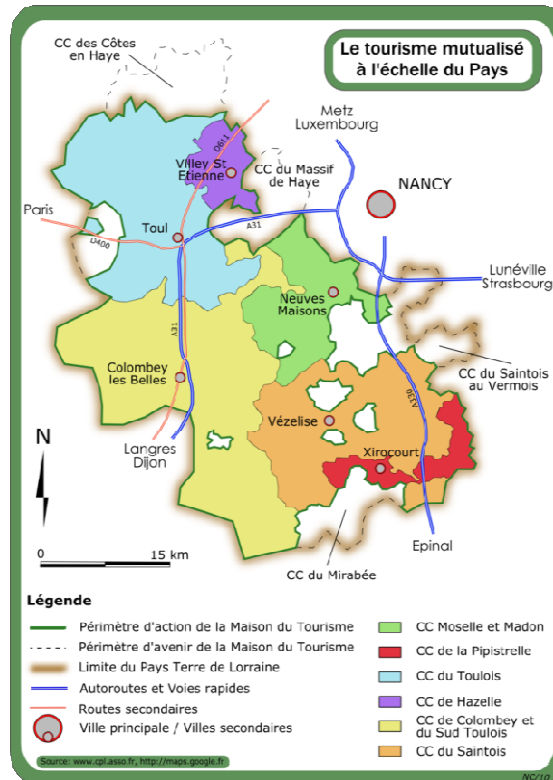 CC des Côtes
en Haye
Le tourisme mutualisé
à l'échelle du Pays
Metz
Luxembourg
D611
Villey St
Etienne
CC du Massif
de Haye
NANCY
Paris
Toul
D400
A31
Lunéville
Strasbourg
Neuves
Maisons
A31
CC du Saintois
au Vermois
Colombey
les Belles
A330
Vézelise
Xirocourt
N
Langres
Dijon
Epinal
0 15 km
CC du Mirabée
Légende
Périmètre d'action de la Maison du Tourisme
Périmètre d'avenir de la Maison du Tourisme
Limite du Pays Terre de Lorraine
Autoroutes et Voies rapides
Routes secondaires
Ville principale / Villes secondaires
CC Moselle et Madon
CC de la Pipistrelle
CC du Toulois
CC de Hazelle
CC de Colombey et
du Sud Toulois
CC du Saintois
Source: www.cpl.asso.fr, http://maps.google.fr